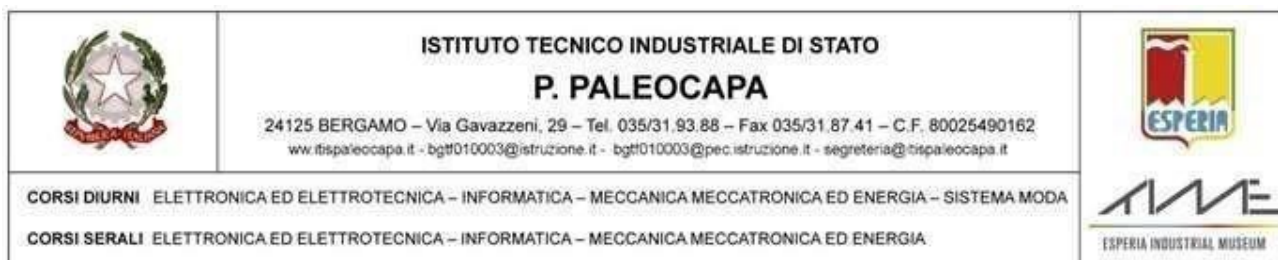 ISTITUTO TECNICO INDUSTRIALE DI STATO
P. PALEOCAPA
24125 BERGAMO – Via Gavazzeni, 29 – Tel. 035/31.93.88 – Fax 035/31.87.41 – C.F. 80025490162
ww.itispaleocapa.it - bgtf010003@istruzione.it - bgtf010003@pec.istruzione.it - segreteria@itispaleocapa.it
ESPERIA
CORSI DIURNI ELETTRONICA ED ELETTROTECNICA – INFORMATICA – MECCANICA MECCATRONICA ED ENERGIA – SISTEMA MODA
CORSI SERALI ELETTRONICA ED ELETTROTECNICA – INFORMATICA – MECCANICA MECCATRONICA ED ENERGIA
ESPERIA INDUSTRIAL MUSEUM